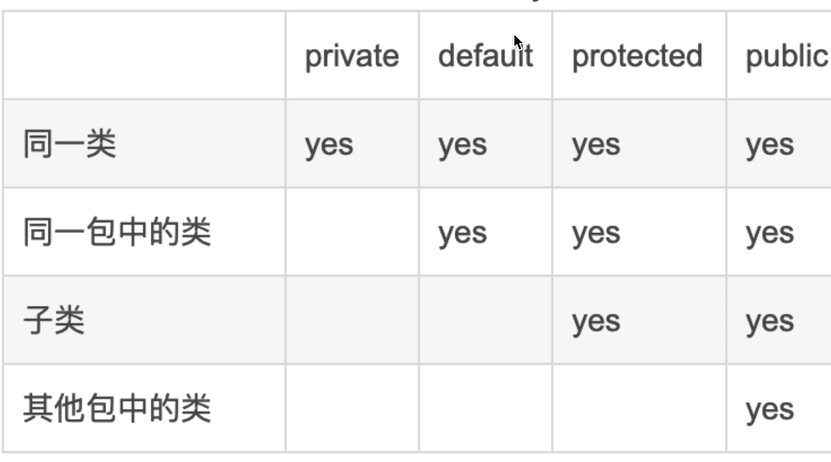 private default protected public
同一类 yes yes yes yes
同一包中的类 yes yes yes
子类 yes yes
其他包中的类 yes